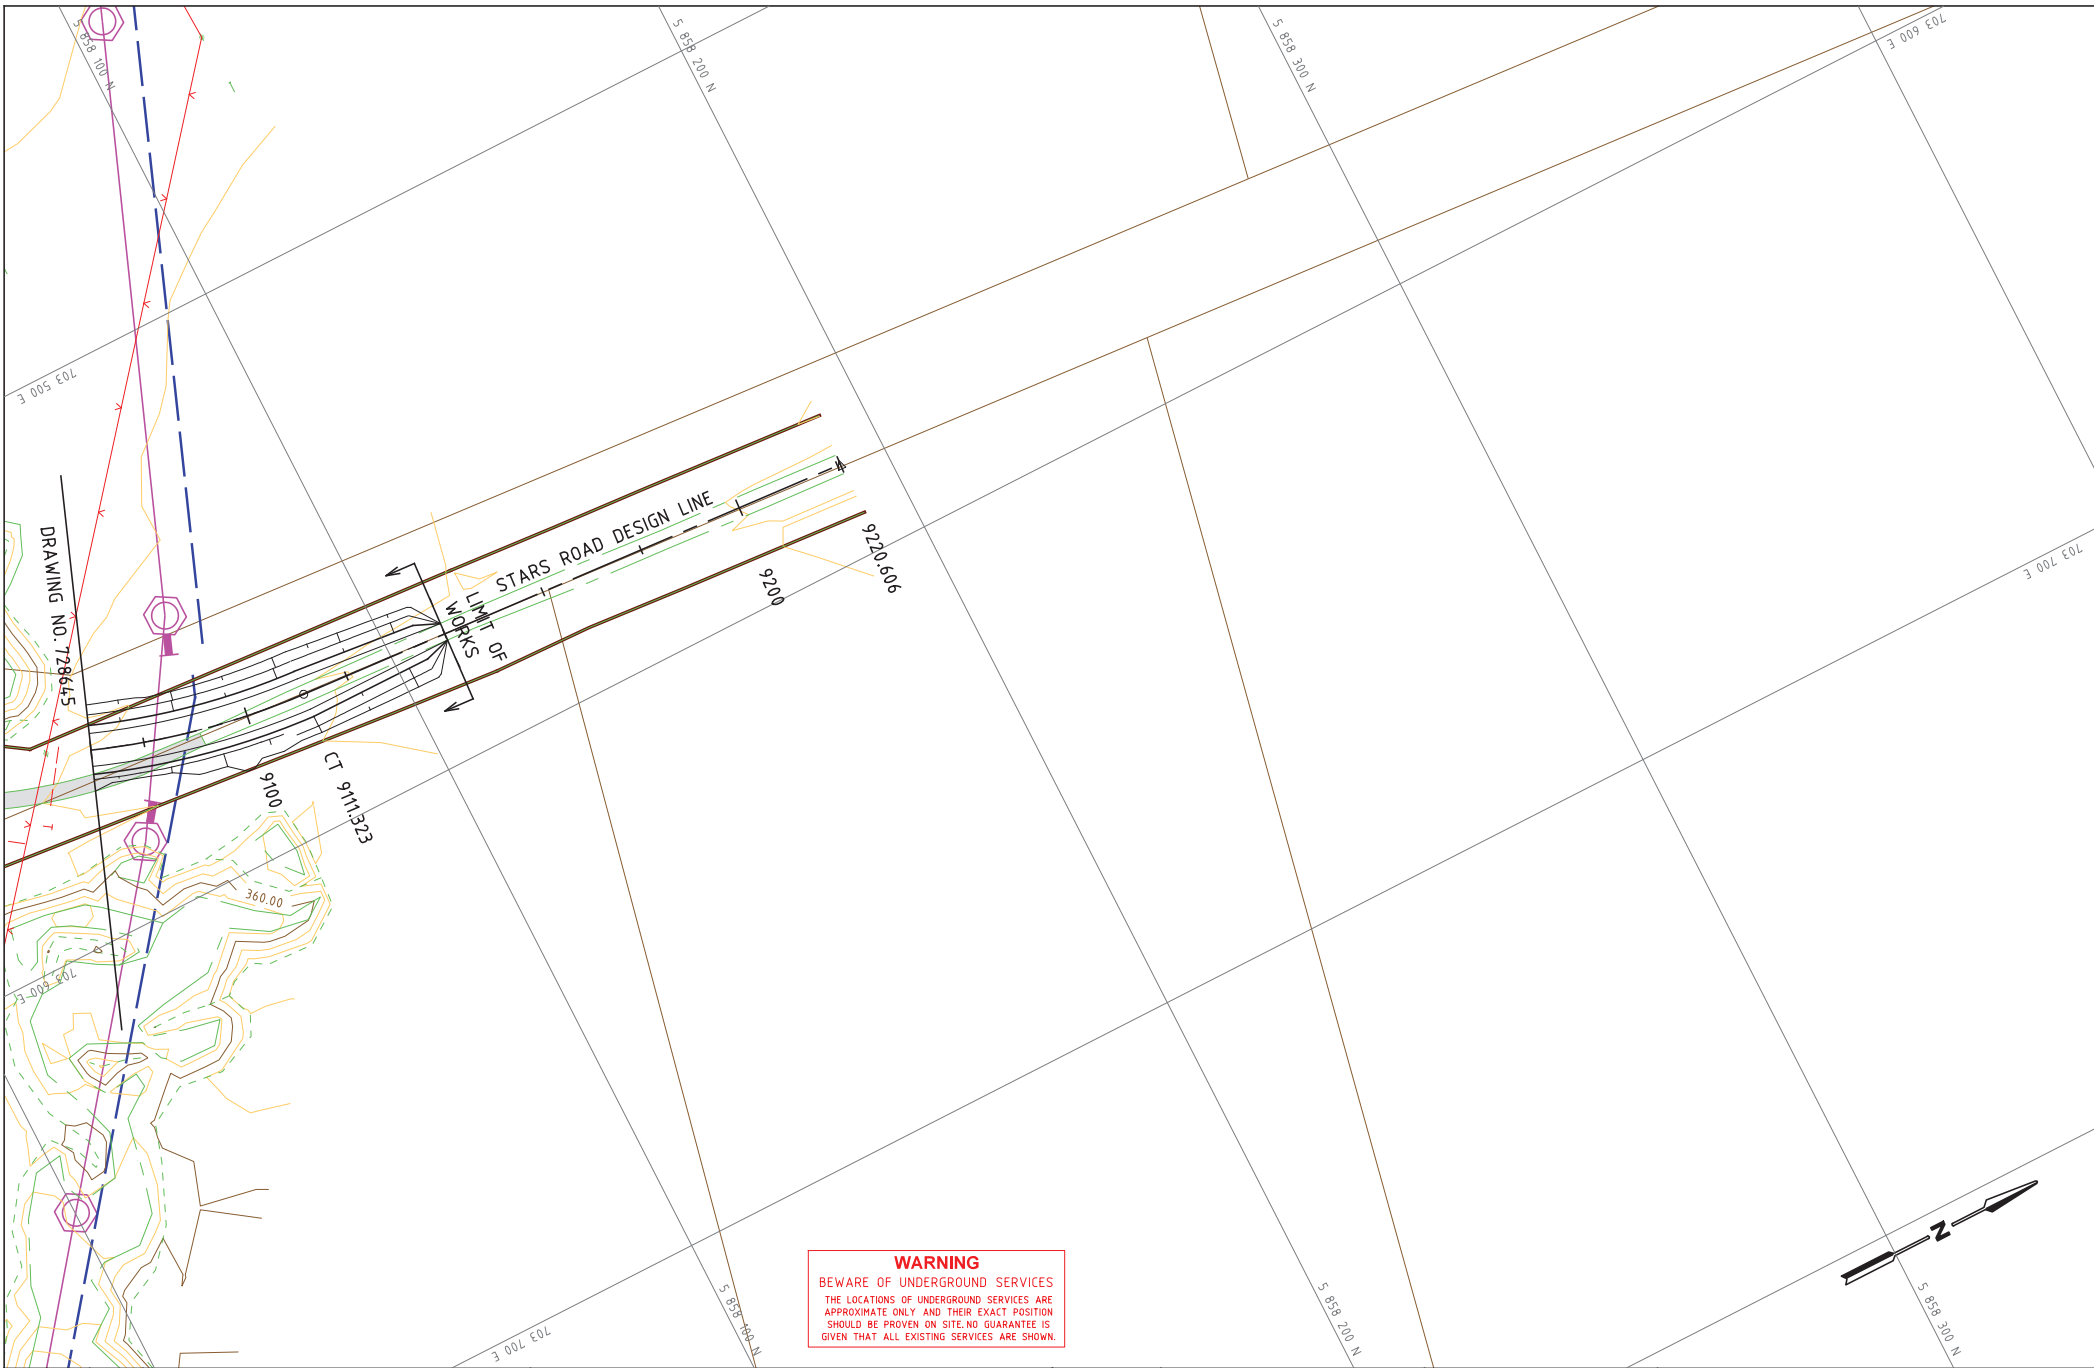 5 858 100 N
5 858 200 N
5 858 300 N
703 600 E
703 500 E
STARS ROAD DESIGN LINE
9220.606
9200
LIMIT OF
WORKS
DRAWING NO. 728645
703 700 E
9100
CT 9111.323
360.00
703 600 E
N
WARNING
BEWARE OF UNDERGROUND SERVICES
THE LOCATIONS OF UNDERGROUND SERVICES ARE
APPROXIMATE ONLY AND THEIR EXACT POSITION
SHOULD BE PROVEN ON SITE. NO GUARANTEE IS
GIVEN THAT ALL EXISTING SERVICES ARE SHOWN.
703 700 E
5 858 100 N
5 858 200 N
5 858 300 N